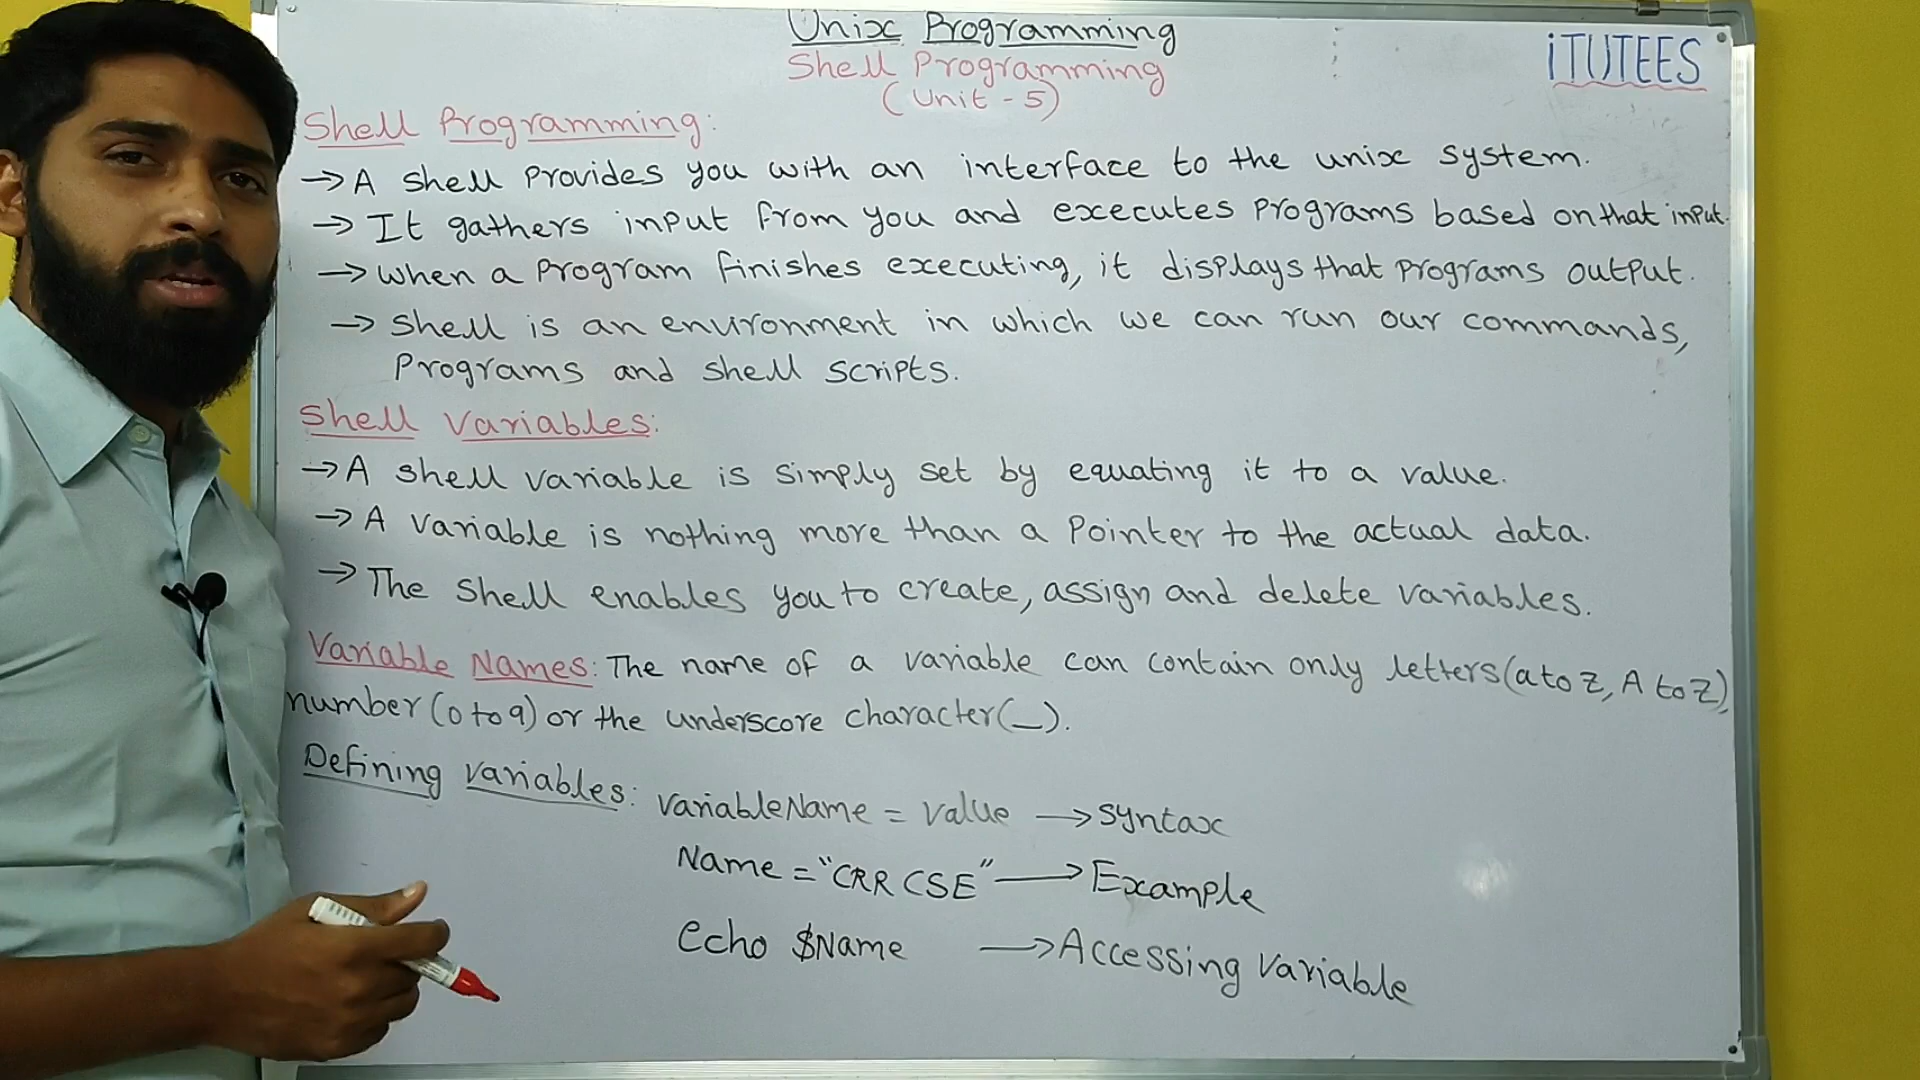 Unix Programming
iTUTEES
Shell Programming
(Unit - 5)
Shell Programming:
→ A shell provides you with an interface to the unix system.
→ It gathers input from you and executes programs based on that input.
→ when a program finishes executing, it displays that programs output.
→ shell is an environment in which we can run our commands,
programs and shell scripts.
Shell Variables:
→ A shell variable is simply set by equating it to a value.
→ A variable is nothing more than a pointer to the actual data.
→ The shell enables you to create, assign and delete variables.
Variable Names: The name of a variable can contain only letters (a to z, A to Z),
number (0 to 9) or the underscore character (_).
Defining variables: variableName = value → syntax
Name = "CRR CSE" → Example
echo $Name → Accessing variable